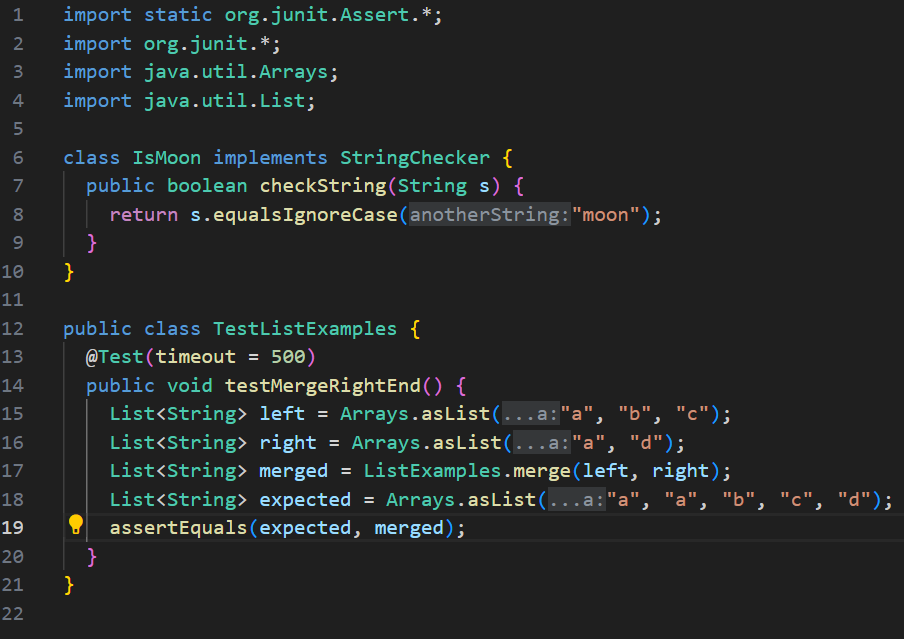 1 import static org.junit.Assert.*;
2 import org.junit.*;
3 import java.util.Arrays;
4 import java.util.List;
5
6 class IsMoon implements StringChecker {
7   public boolean checkString(String s) {
8     return s.equalsIgnoreCase(anotherString:"moon");
9   }
10 }
11
12 public class TestListExamples {
13   @Test(timeout = 500)
14   public void testMergeRightEnd() {
15     List<String> left = Arrays.asList(...a:"a", "b", "c");
16     List<String> right = Arrays.asList(...a:"a", "d");
17     List<String> merged = ListExamples.merge(left, right);
18     List<String> expected = Arrays.asList(...a:"a", "a", "b", "c", "d");
19     assertEquals(expected, merged);
20   }
21 }
22